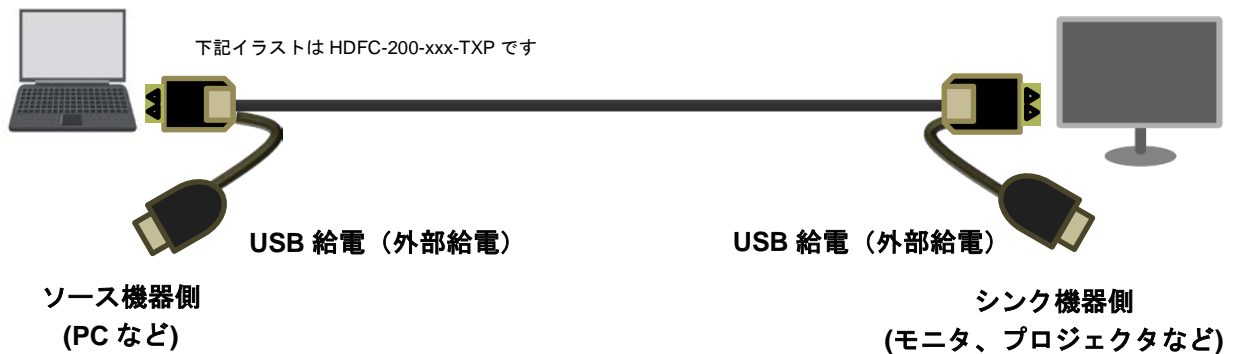 下記イラストは HDFC-200-xxx-TXP です
USB 給電（外部給電）
USB 給電（外部給電）
ソース機器側
(PC など)
シンク機器側
(モニタ、プロジェクタなど)